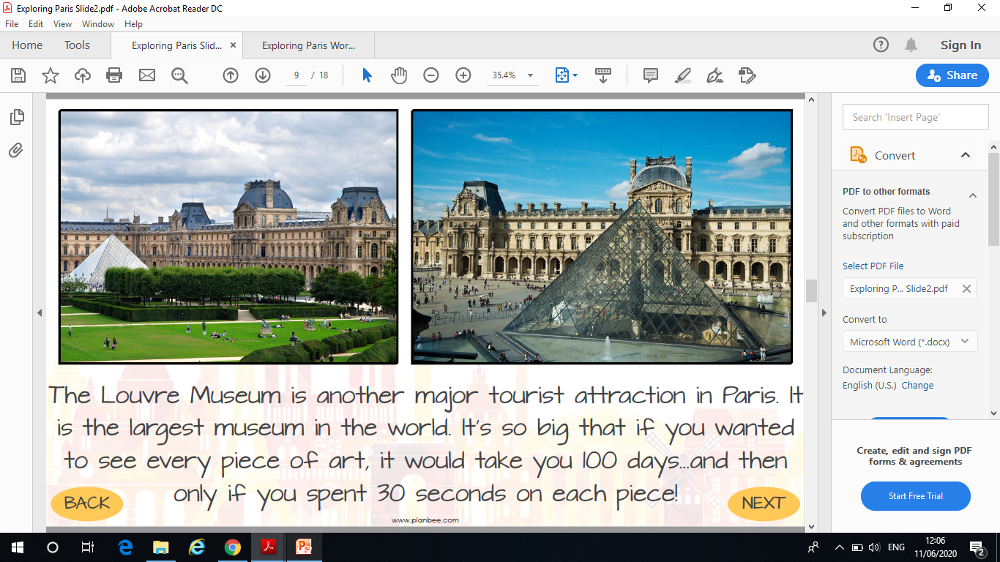 Exploring Paris Slide2.pdf - Adobe Acrobat Reader DC
File Edit View Window Help
Home Tools Exploring Paris Slid... × Exploring Paris Wor... Sign In
9 / 18 35.4% Share
Search 'Insert Page'
Convert
PDF to other formats
Convert PDF files to Word
and other formats with paid
subscription
Select PDF File
Exploring P... Slide2.pdf
Convert to
Microsoft Word (*.docx)
Document Language:
English (U.S.) Change
Create, edit and sign PDF
forms & agreements
Start Free Trial
The Louvre Museum is another major tourist attraction in Paris. It
is the largest museum in the world. It's so big that if you wanted
to see every piece of art, it would take you 100 days...and then
only if you spent 30 seconds on each piece!
BACK
NEXT
www.planbee.com
ENG
12:06
11/06/2020
2